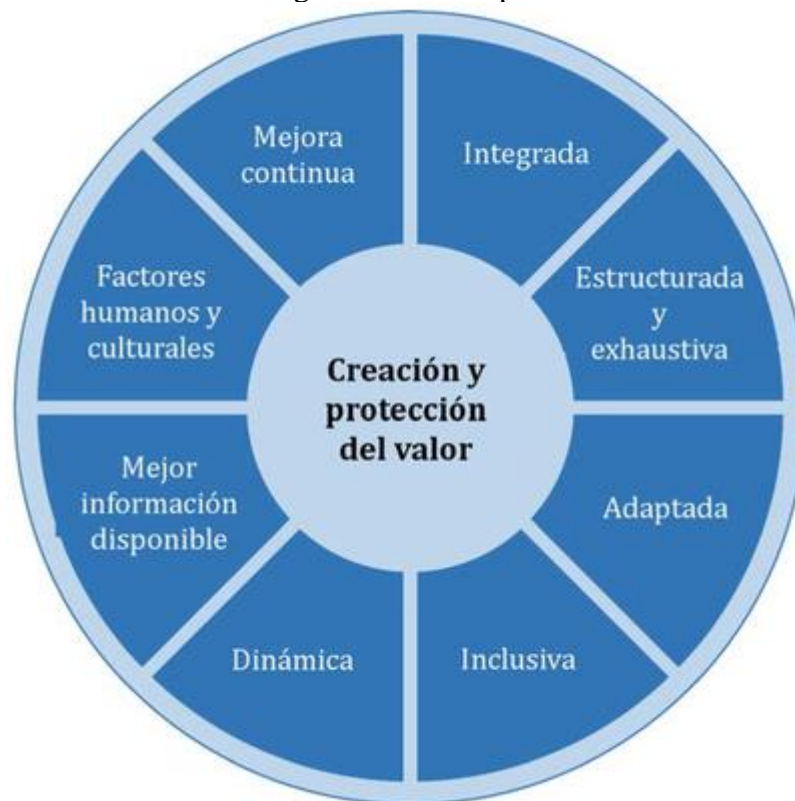 Mejora
continua
Integrada
Estructurada
y
exhaustiva
Adaptada
Inclusiva
Dinámica
Mejor
información
disponible
Factores
humanos y
culturales
Creación y
protección
del valor